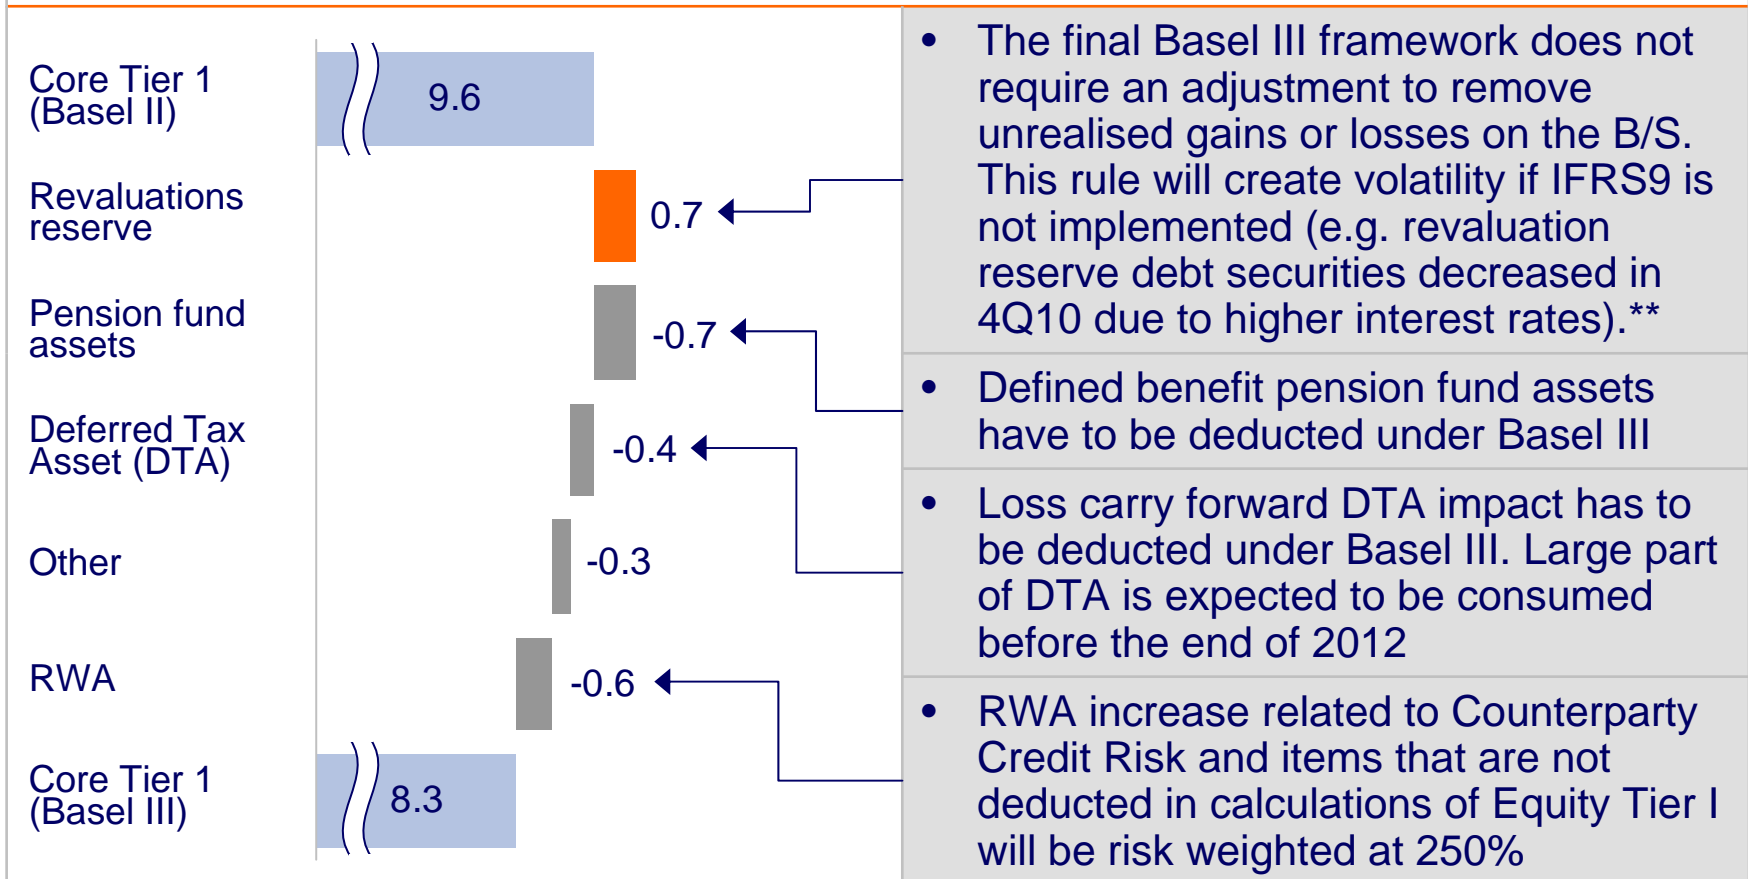 Core Tier 1
(Basel II)
9.6
Revaluations
reserve
0.7
Pension fund
assets
-0.7
Deferred Tax
Asset (DTA)
-0.4
Other
-0.3
RWA
-0.6
Core Tier 1
(Basel III)
8.3
• The final Basel III framework does not
require an adjustment to remove
unrealised gains or losses on the B/S.
This rule will create volatility if IFRS9 is
not implemented (e.g. revaluation
reserve debt securities decreased in
4Q10 due to higher interest rates).**
• Defined benefit pension fund assets
have to be deducted under Basel III
• Loss carry forward DTA impact has to
be deducted under Basel III. Large part
of DTA is expected to be consumed
before the end of 2012
• RWA increase related to Counterparty
Credit Risk and items that are not
deducted in calculations of Equity Tier I
will be risk weighted at 250%